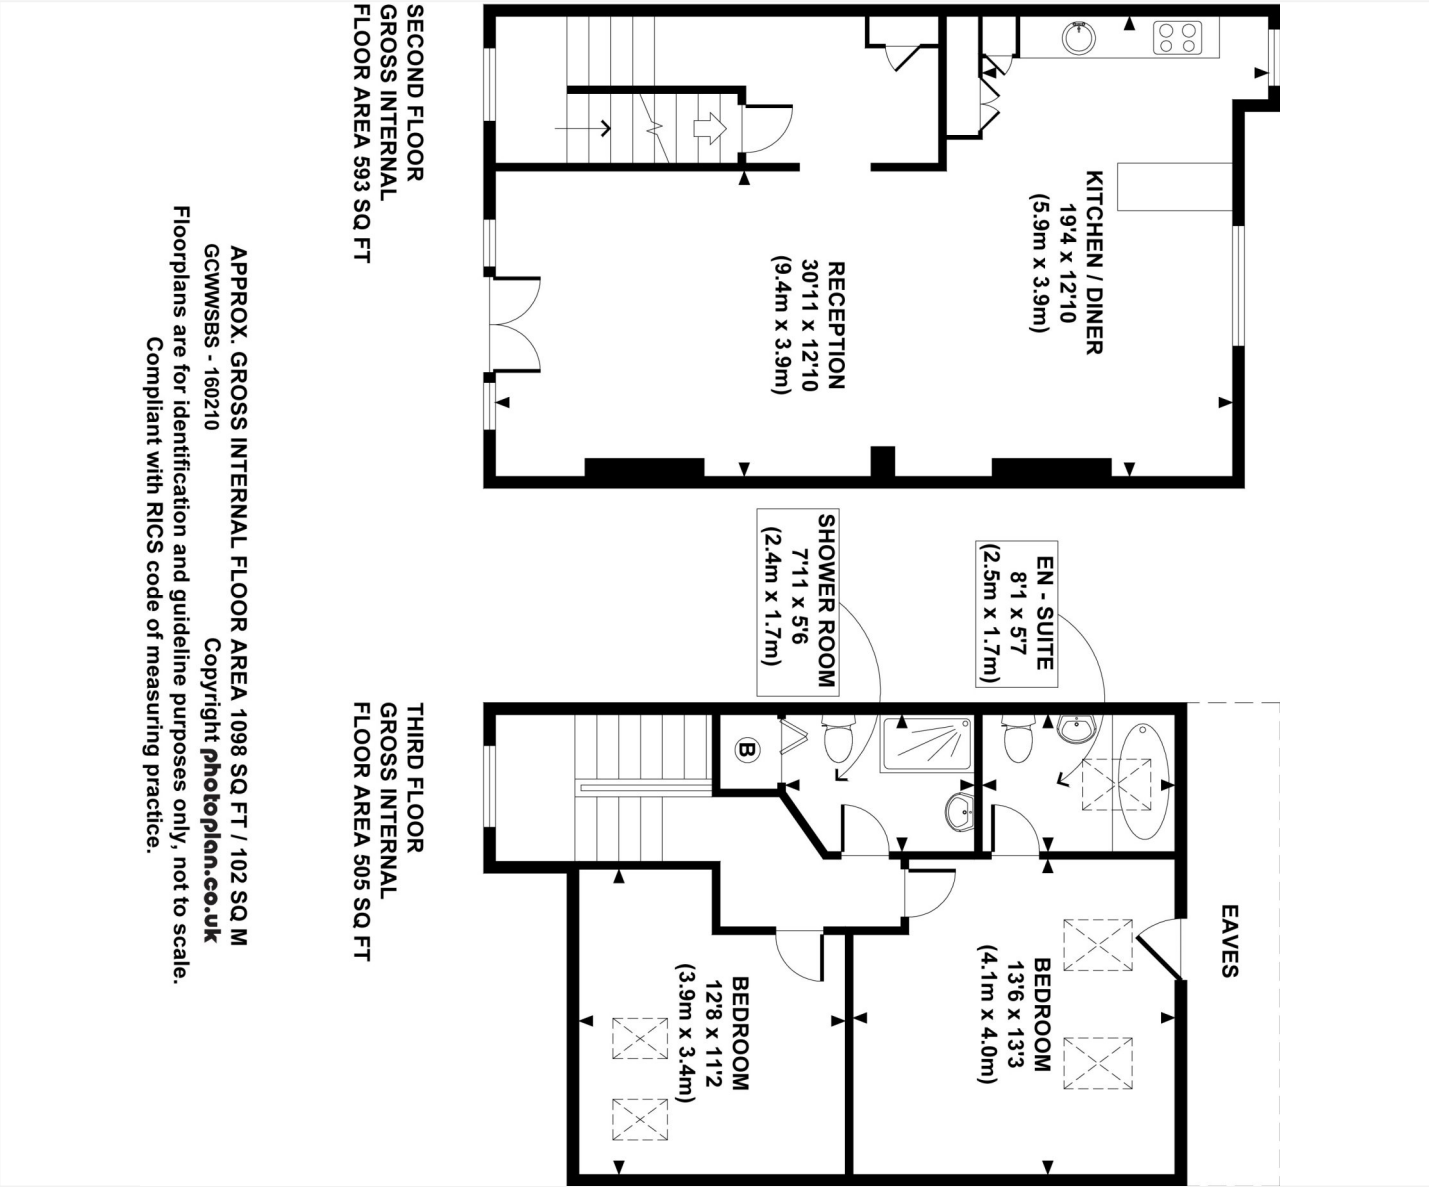 KITCHEN / DINER
19'4 x 12'10
(5.9m x 3.9m)
RECEPTION
30'11 x 12'10
(9.4m x 3.9m)
SECOND FLOOR
GROSS INTERNAL
FLOOR AREA 593 SQ FT
EAVES
EN - SUITE
8'1 x 5'7
(2.5m x 1.7m)
BEDROOM
13'6 x 13'3
(4.1m x 4.0m)
SHOWER ROOM
7'11 x 5'6
(2.4m x 1.7m)
B
BEDROOM
12'8 x 11'2
(3.9m x 3.4m)
THIRD FLOOR
GROSS INTERNAL
FLOOR AREA 505 SQ FT
APPROX. GROSS INTERNAL FLOOR AREA 1098 SQ FT / 102 SQ M
GCWWSBS - 160210 Copyright photoplan.co.uk
Floorplans are for identification and guideline purposes only, not to scale.
Compliant with RICS code of measuring practice.